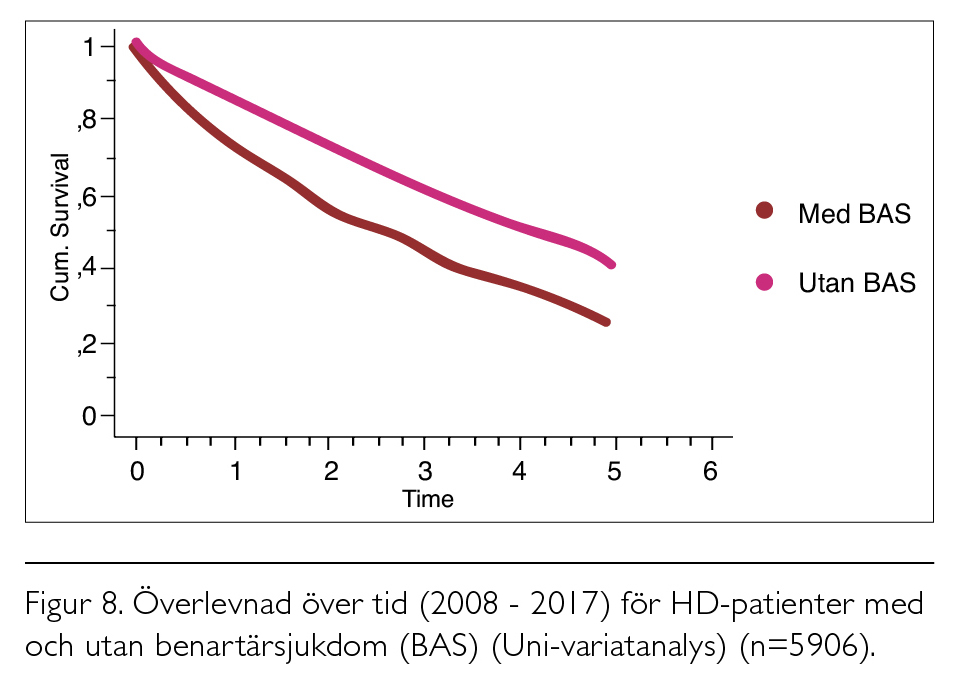 1
,8
,6
,4
,2
0
Cum. Survival
0 1 2 3 4 5 6
Time
Med BAS
Utan BAS
Figur 8. Överlevnad över tid (2008 - 2017) för HD-patienter med
och utan benartärsjukdom (BAS) (Uni-variatanalys) (n=5906).